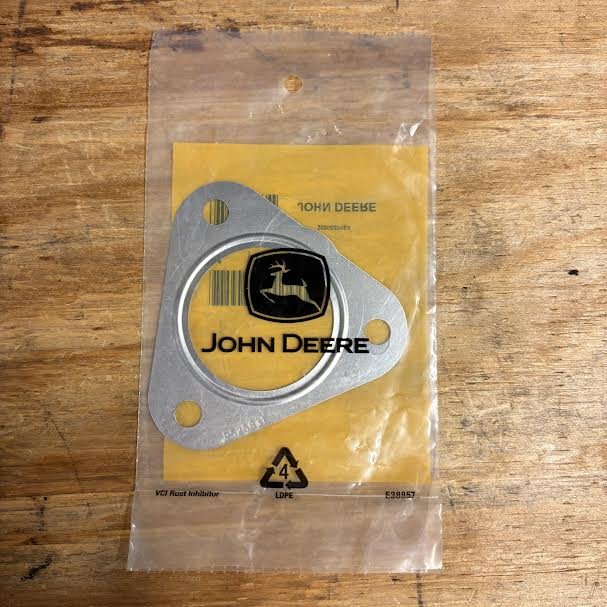 JOHN DEERE
JOHN DEERE
4
VCI Rust Inhibitor
LDPE
E38857